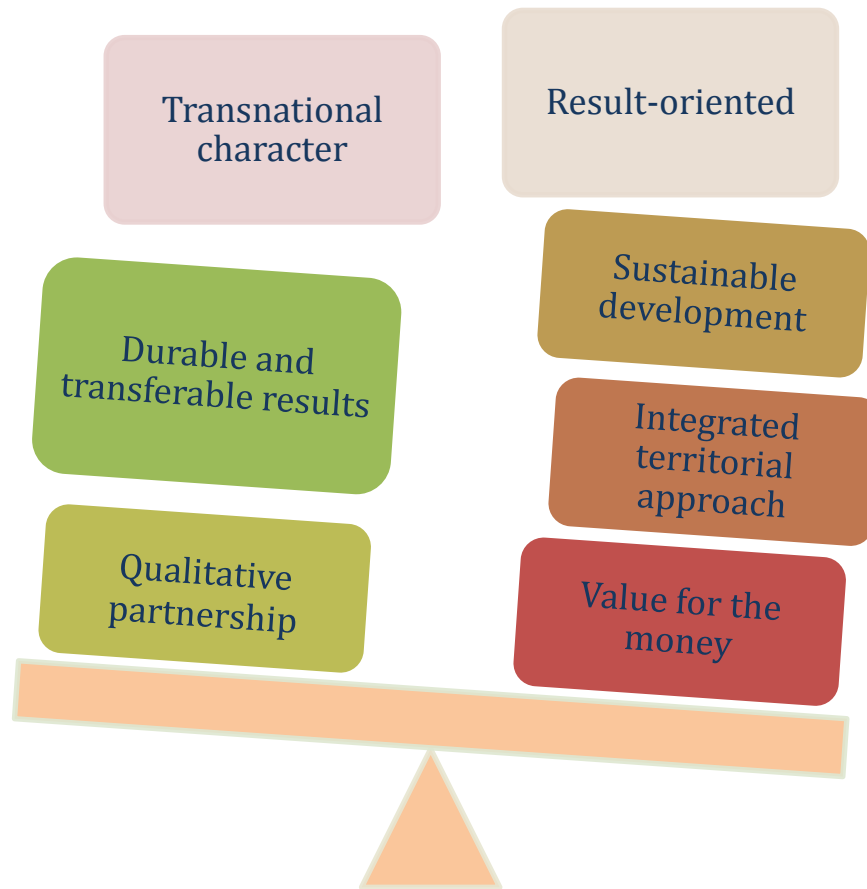 Transnational
character
Result-oriented
Durable and
transferable results
Sustainable
development
Qualitative
partnership
Integrated
territorial
approach
Value for the
money